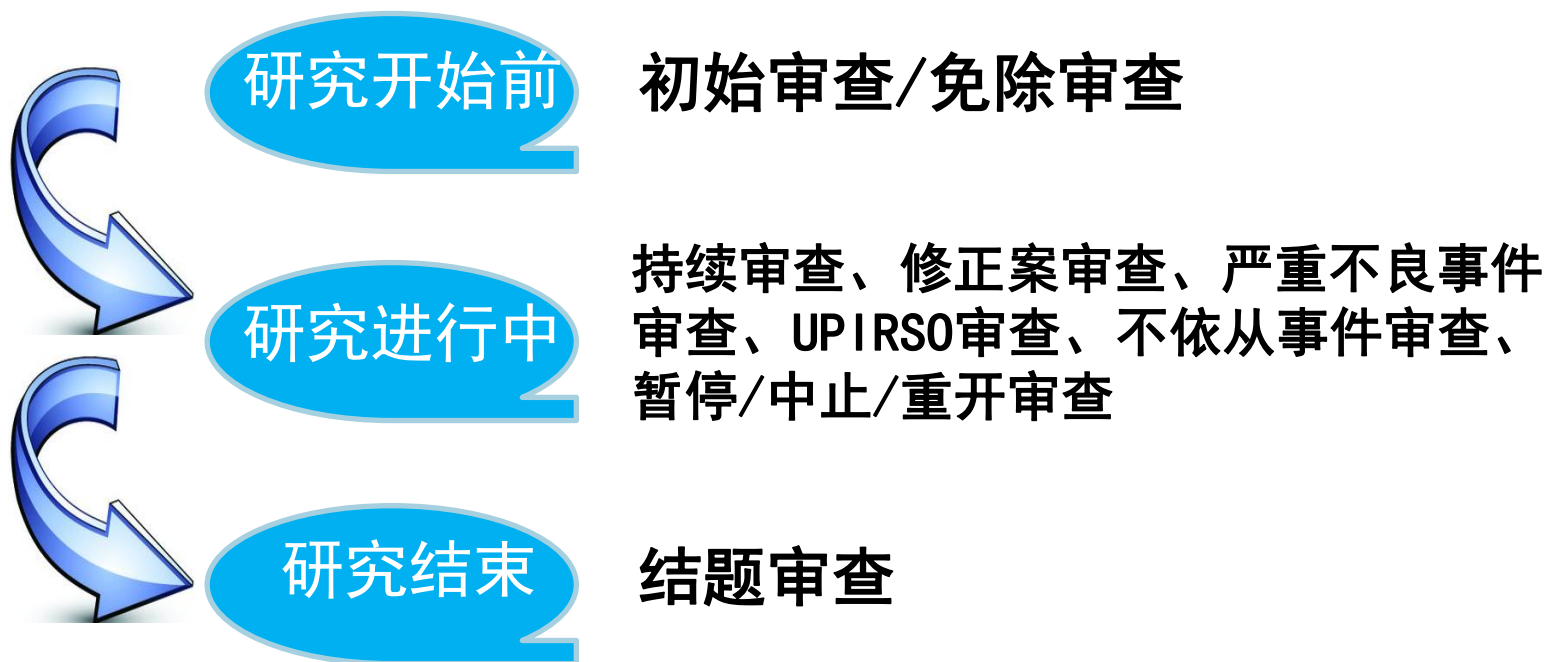 研究开始前
初始审查/免除审查
研究进行中
持续审查、修正案审查、严重不良事件
审查、UPIRSO审查、不依从事件审查、
暂停/中止/重开审查
研究结束
结题审查